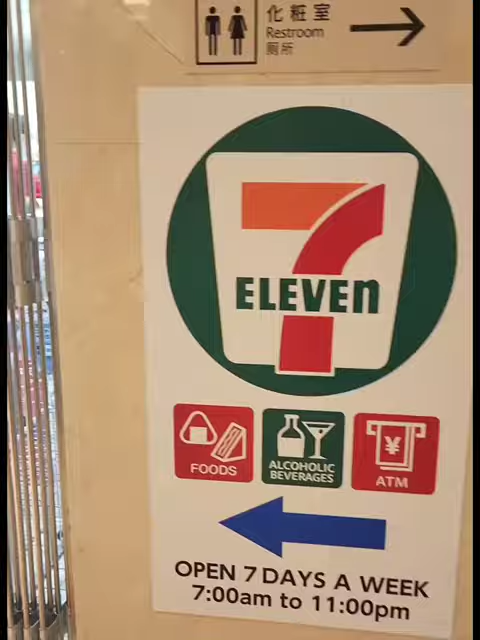 化粧室
Restroom
厠所
7
ELEVEn
FOODS
ALCOHOLIC
BEVERAGES
¥
ATM
OPEN 7 DAYS A WEEK
7:00am to 11:00pm